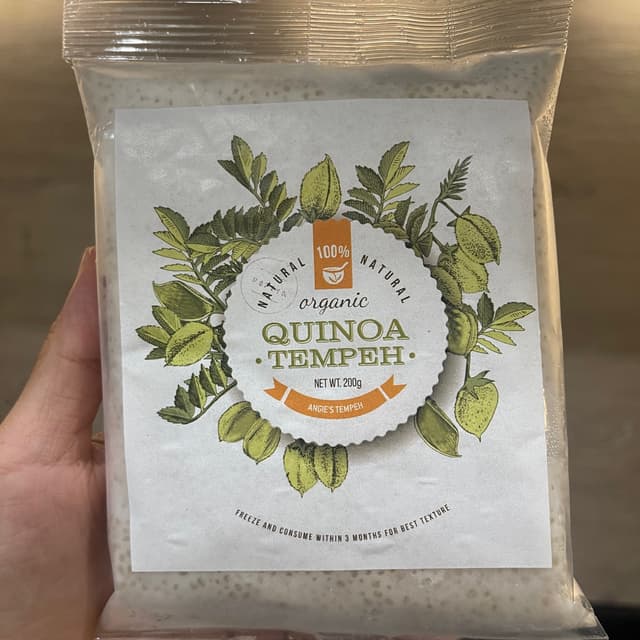 100%
NATURAL NATURAL
organic
QUINOA
·TEMPEH·
NET WT. 200g
ANGIE'S TEMPEH
FREEZE AND CONSUME WITHIN 3 MONTHS FOR BEST TEXTURE